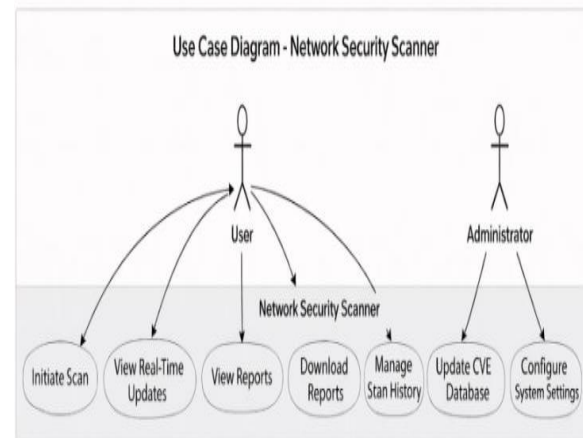 Use Case Diagram - Network Security Scanner
User
Administrator
Network Security Scanner
Initiate Scan
View Real-Time
Updates
View Reports
Download
Reports
Manage
Stan History
Update CVE
Database
Configure
System Settings